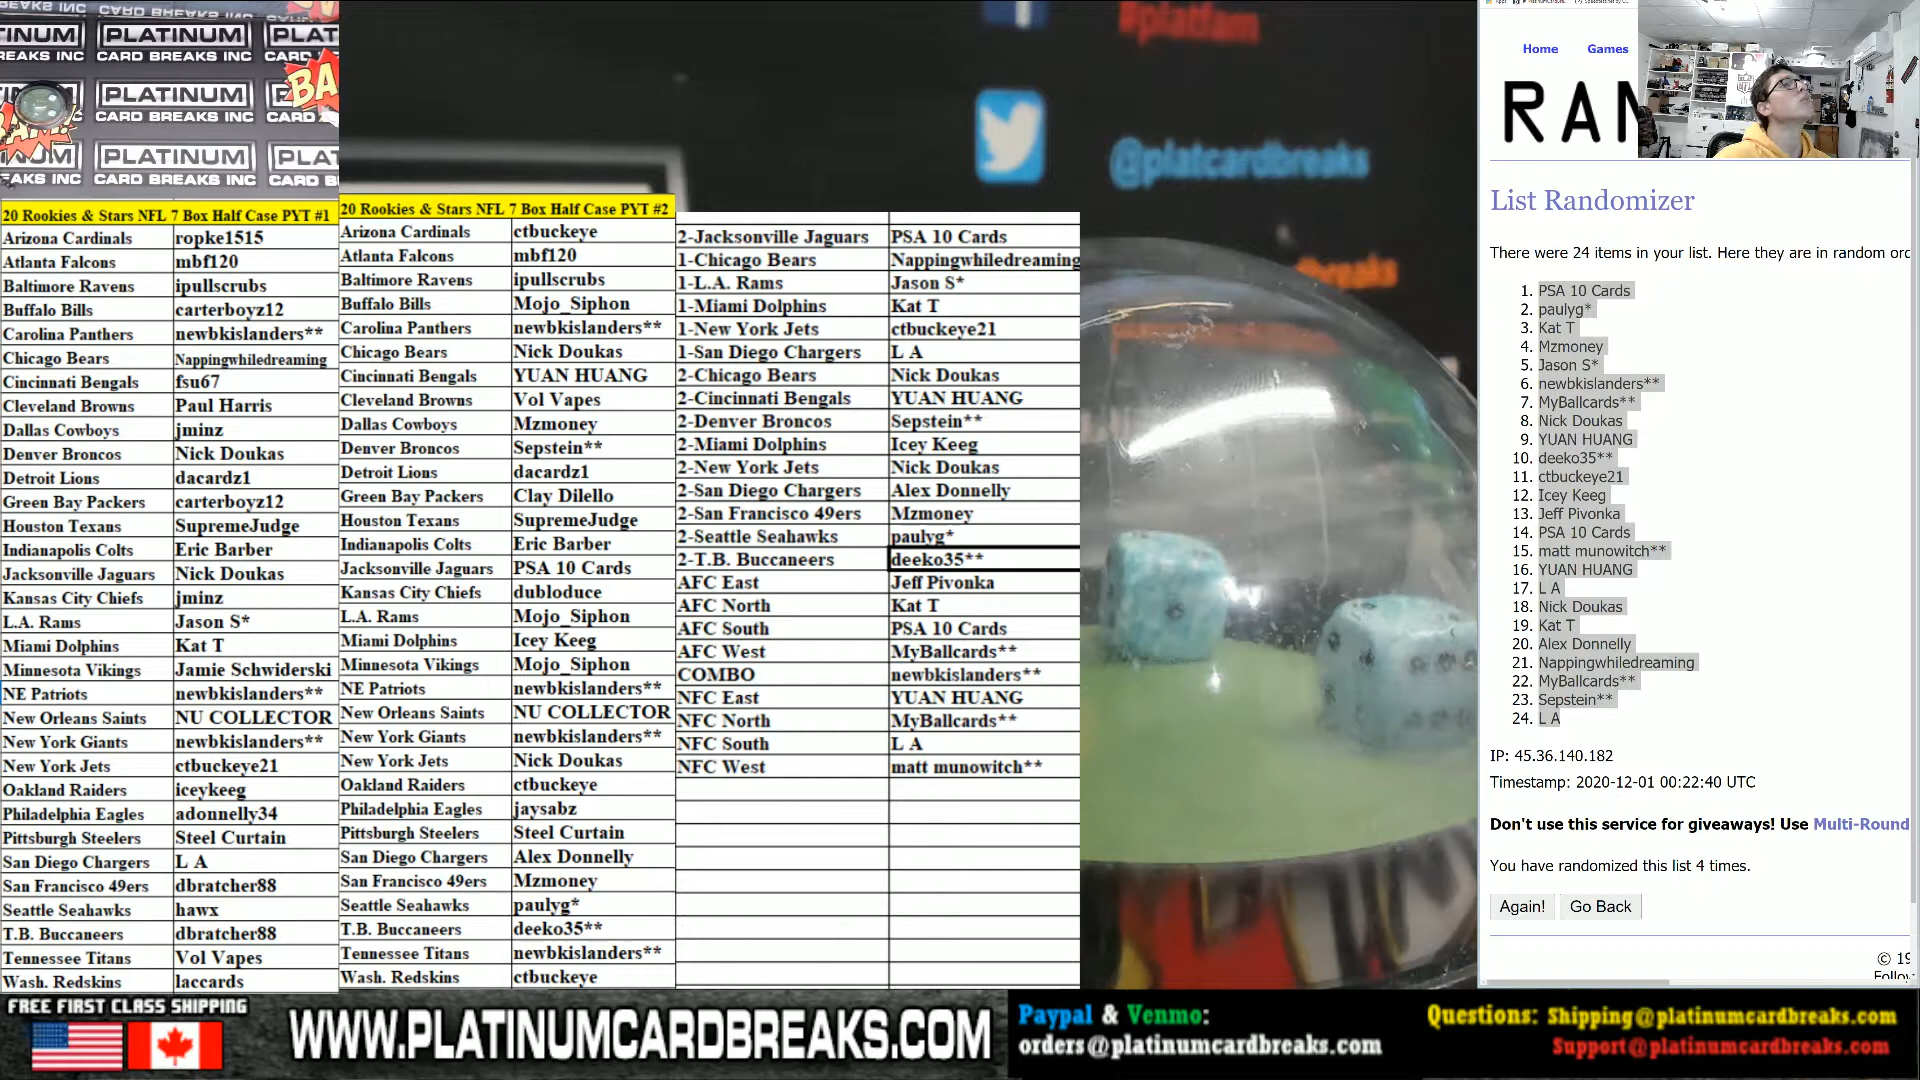 PLATINUM
CARD BREAKS INC
PLATINUM
CARD BREAKS INC
PLATINUM
CARD BREAKS INC
#platfam
@platcardbreaks
20 Rookies & Stars NFL 7 Box Half Case PYT #1
Arizona Cardinals ropke1515
Atlanta Falcons mbf120
Baltimore Ravens ipullscrubs
Buffalo Bills carterboyz12
Carolina Panthers newbkislanders**
Chicago Bears Nappingwhiledreaming
Cincinnati Bengals fsu67
Cleveland Browns Paul Harris
Dallas Cowboys jminz
Denver Broncos Nick Doukas
Detroit Lions dacardz1
Green Bay Packers carterboyz12
Houston Texans SupremeJudge
Indianapolis Colts Eric Barber
Jacksonville Jaguars Nick Doukas
Kansas City Chiefs jminz
L.A. Rams Jason S*
Miami Dolphins Kat T
Minnesota Vikings Jamie Schwiderski
NE Patriots newbkislanders**
New Orleans Saints NU COLLECTOR
New York Giants newbkislanders**
New York Jets ctbuckeye21
Oakland Raiders iceykeeg
Philadelphia Eagles adonnelly34
Pittsburgh Steelers Steel Curtain
San Diego Chargers L A
San Francisco 49ers dbratcher88
Seattle Seahawks hawx
T.B. Buccaneers dbratcher88
Tennessee Titans Vol Vapes
Wash. Redskins laccards
20 Rookies & Stars NFL 7 Box Half Case PYT #2
Arizona Cardinals ctbuckeye
Atlanta Falcons mbf120
Baltimore Ravens ipullscrubs
Buffalo Bills Mojo_Siphon
Carolina Panthers newbkislanders**
Chicago Bears Nick Doukas
Cincinnati Bengals YUAN HUANG
Cleveland Browns Vol Vapes
Dallas Cowboys Mzmoney
Denver Broncos Sepstein**
Detroit Lions dacardz1
Green Bay Packers Clay Dilello
Houston Texans SupremeJudge
Indianapolis Colts Eric Barber
Jacksonville Jaguars PSA 10 Cards
Kansas City Chiefs dubloduce
L.A. Rams Mojo_Siphon
Miami Dolphins Icey Keeg
Minnesota Vikings Mojo_Siphon
NE Patriots newbkislanders**
New Orleans Saints NU COLLECTOR
New York Giants newbkislanders**
New York Jets Nick Doukas
Oakland Raiders ctbuckeye
Philadelphia Eagles jaysabz
Pittsburgh Steelers Steel Curtain
San Diego Chargers Alex Donnelly
San Francisco 49ers Mzmoney
Seattle Seahawks paulyg*
T.B. Buccaneers deeko35**
Tennessee Titans newbkislanders**
Wash. Redskins ctbuckeye
2-Jacksonville Jaguars PSA 10 Cards
1-Chicago Bears Nappingwhiledreaming
1-L.A. Rams Jason S*
1-Miami Dolphins Kat T
1-New York Jets ctbuckeye21
1-San Diego Chargers L A
2-Chicago Bears Nick Doukas
2-Cincinnati Bengals YUAN HUANG
2-Denver Broncos Sepstein**
2-Miami Dolphins Icey Keeg
2-New York Jets Nick Doukas
2-San Diego Chargers Alex Donnelly
2-San Francisco 49ers Mzmoney
2-Seattle Seahawks paulyg*
2-T.B. Buccaneers deeko35**
AFC East Jeff Pivonka
AFC North Kat T
AFC South PSA 10 Cards
AFC West MyBallcards**
COMBO newbkislanders**
NFC East YUAN HUANG
NFC North MyBallcards**
NFC South L A
NFC West matt munowitch**
Home Games
RAN
List Randomizer
There were 24 items in your list. Here they are in random orc
1. PSA 10 Cards
2. paulyg*
3. Kat T
4. Mzmoney
5. Jason S*
6. newbkislanders**
7. MyBallcards**
8. Nick Doukas
9. YUAN HUANG
10. deeko35**
11. ctbuckeye21
12. Icey Keeg
13. Jeff Pivonka
14. PSA 10 Cards
15. matt munowitch**
16. YUAN HUANG
17. L A
18. Nick Doukas
19. Kat T
20. Alex Donnelly
21. Nappingwhiledreaming
22. MyBallcards**
23. Sepstein**
24. L A
IP: 45.36.140.182
Timestamp: 2020-12-01 00:22:40 UTC
Don't use this service for giveaways! Use Multi-Round
You have randomized this list 4 times.
Again! Go Back
© 19
Follow
FREE FIRST CLASS SHIPPING
WWW.PLATINUMCARDBREAKS.COM
Paypal & Venmo:
orders@platinumcardbreaks.com
Questions: Shipping@platinumcardbreaks.com
Support@platinumcardbreaks.com